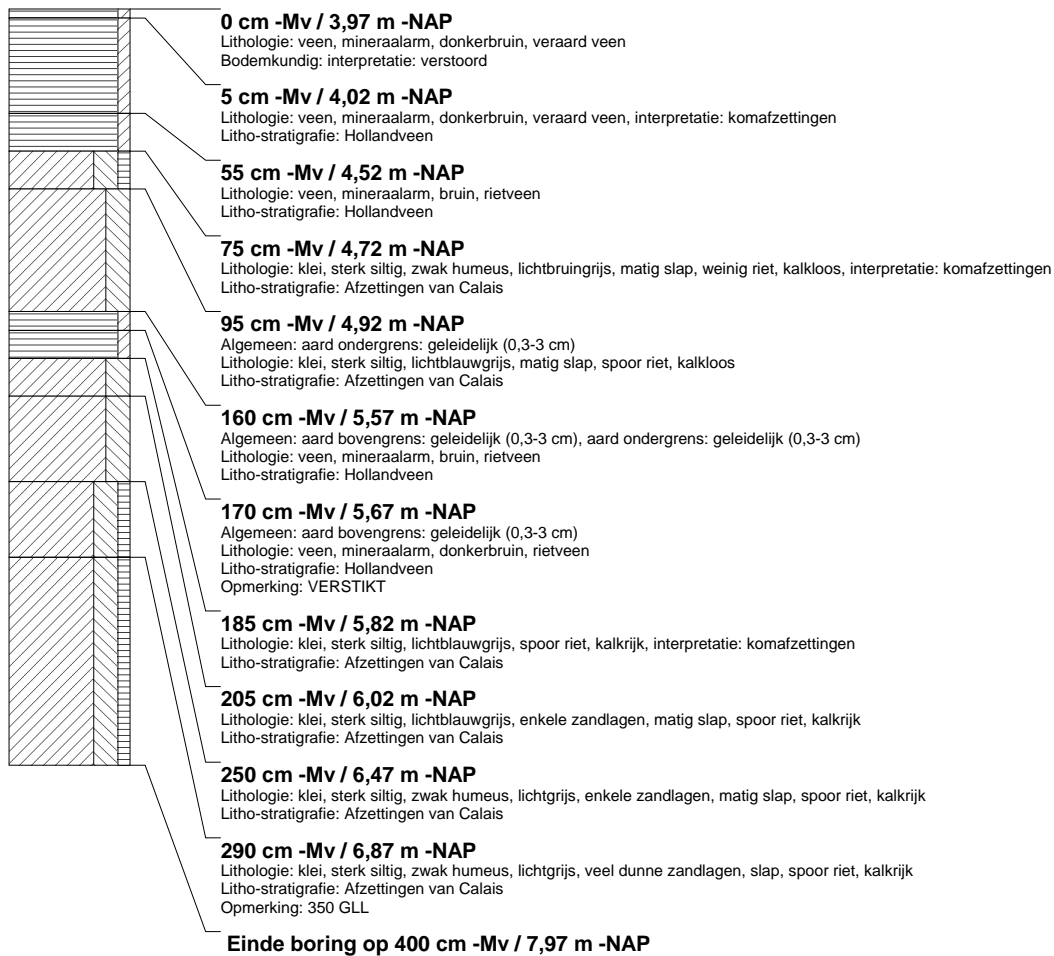 0 cm -Mv / 3,97 m -NAP
Lithologie: veen, mineraalarm, donkerbruin, veraard veen
Bodemkundig: interpretatie: verstoord
5 cm -Mv / 4,02 m -NAP
Lithologie: veen, mineraalarm, donkerbruin, veraard veen, interpretatie: komafzettingen
Litho-stratigrafie: Hollandveen
55 cm -Mv / 4,52 m -NAP
Lithologie: veen, mineraalarm, bruin, rietveen
Litho-stratigrafie: Hollandveen
75 cm -Mv / 4,72 m -NAP
Lithologie: klei, sterk siltig, zwak humeus, lichtbruingrijs, matig slap, weinig riet, kalkloos, interpretatie: komafzettingen
Litho-stratigrafie: Afzettingen van Calais
95 cm -Mv / 4,92 m -NAP
Algemeen: aard ondergrens: geleidelijk (0,3-3 cm)
Lithologie: klei, sterk siltig, lichtblauwgrijs, matig slap, spoor riet, kalkloos
Litho-stratigrafie: Afzettingen van Calais
160 cm -Mv / 5,57 m -NAP
Algemeen: aard bovengrens: geleidelijk (0,3-3 cm), aard ondergrens: geleidelijk (0,3-3 cm)
Lithologie: veen, mineraalarm, bruin, rietveen
Litho-stratigrafie: Hollandveen
170 cm -Mv / 5,67 m -NAP
Algemeen: aard bovengrens: geleidelijk (0,3-3 cm)
Lithologie: veen, mineraalarm, donkerbruin, rietveen
Litho-stratigrafie: Hollandveen
Opmerking: VERSTIKT
185 cm -Mv / 5,82 m -NAP
Lithologie: klei, sterk siltig, lichtblauwgrijs, spoor riet, kalkrijk, interpretatie: komafzettingen
Litho-stratigrafie: Afzettingen van Calais
205 cm -Mv / 6,02 m -NAP
Lithologie: klei, sterk siltig, lichtblauwgrijs, enkele zandlagen, matig slap, spoor riet, kalkrijk
Litho-stratigrafie: Afzettingen van Calais
250 cm -Mv / 6,47 m -NAP
Lithologie: klei, sterk siltig, zwak humeus, lichtgrijs, enkele zandlagen, matig slap, spoor riet, kalkrijk
Litho-stratigrafie: Afzettingen van Calais
290 cm -Mv / 6,87 m -NAP
Lithologie: klei, sterk siltig, zwak humeus, lichtgrijs, veel dunne zandlagen, slap, spoor riet, kalkrijk
Litho-stratigrafie: Afzettingen van Calais
Opmerking: 350 GLL
Einde boring op 400 cm -Mv / 7,97 m -NAP